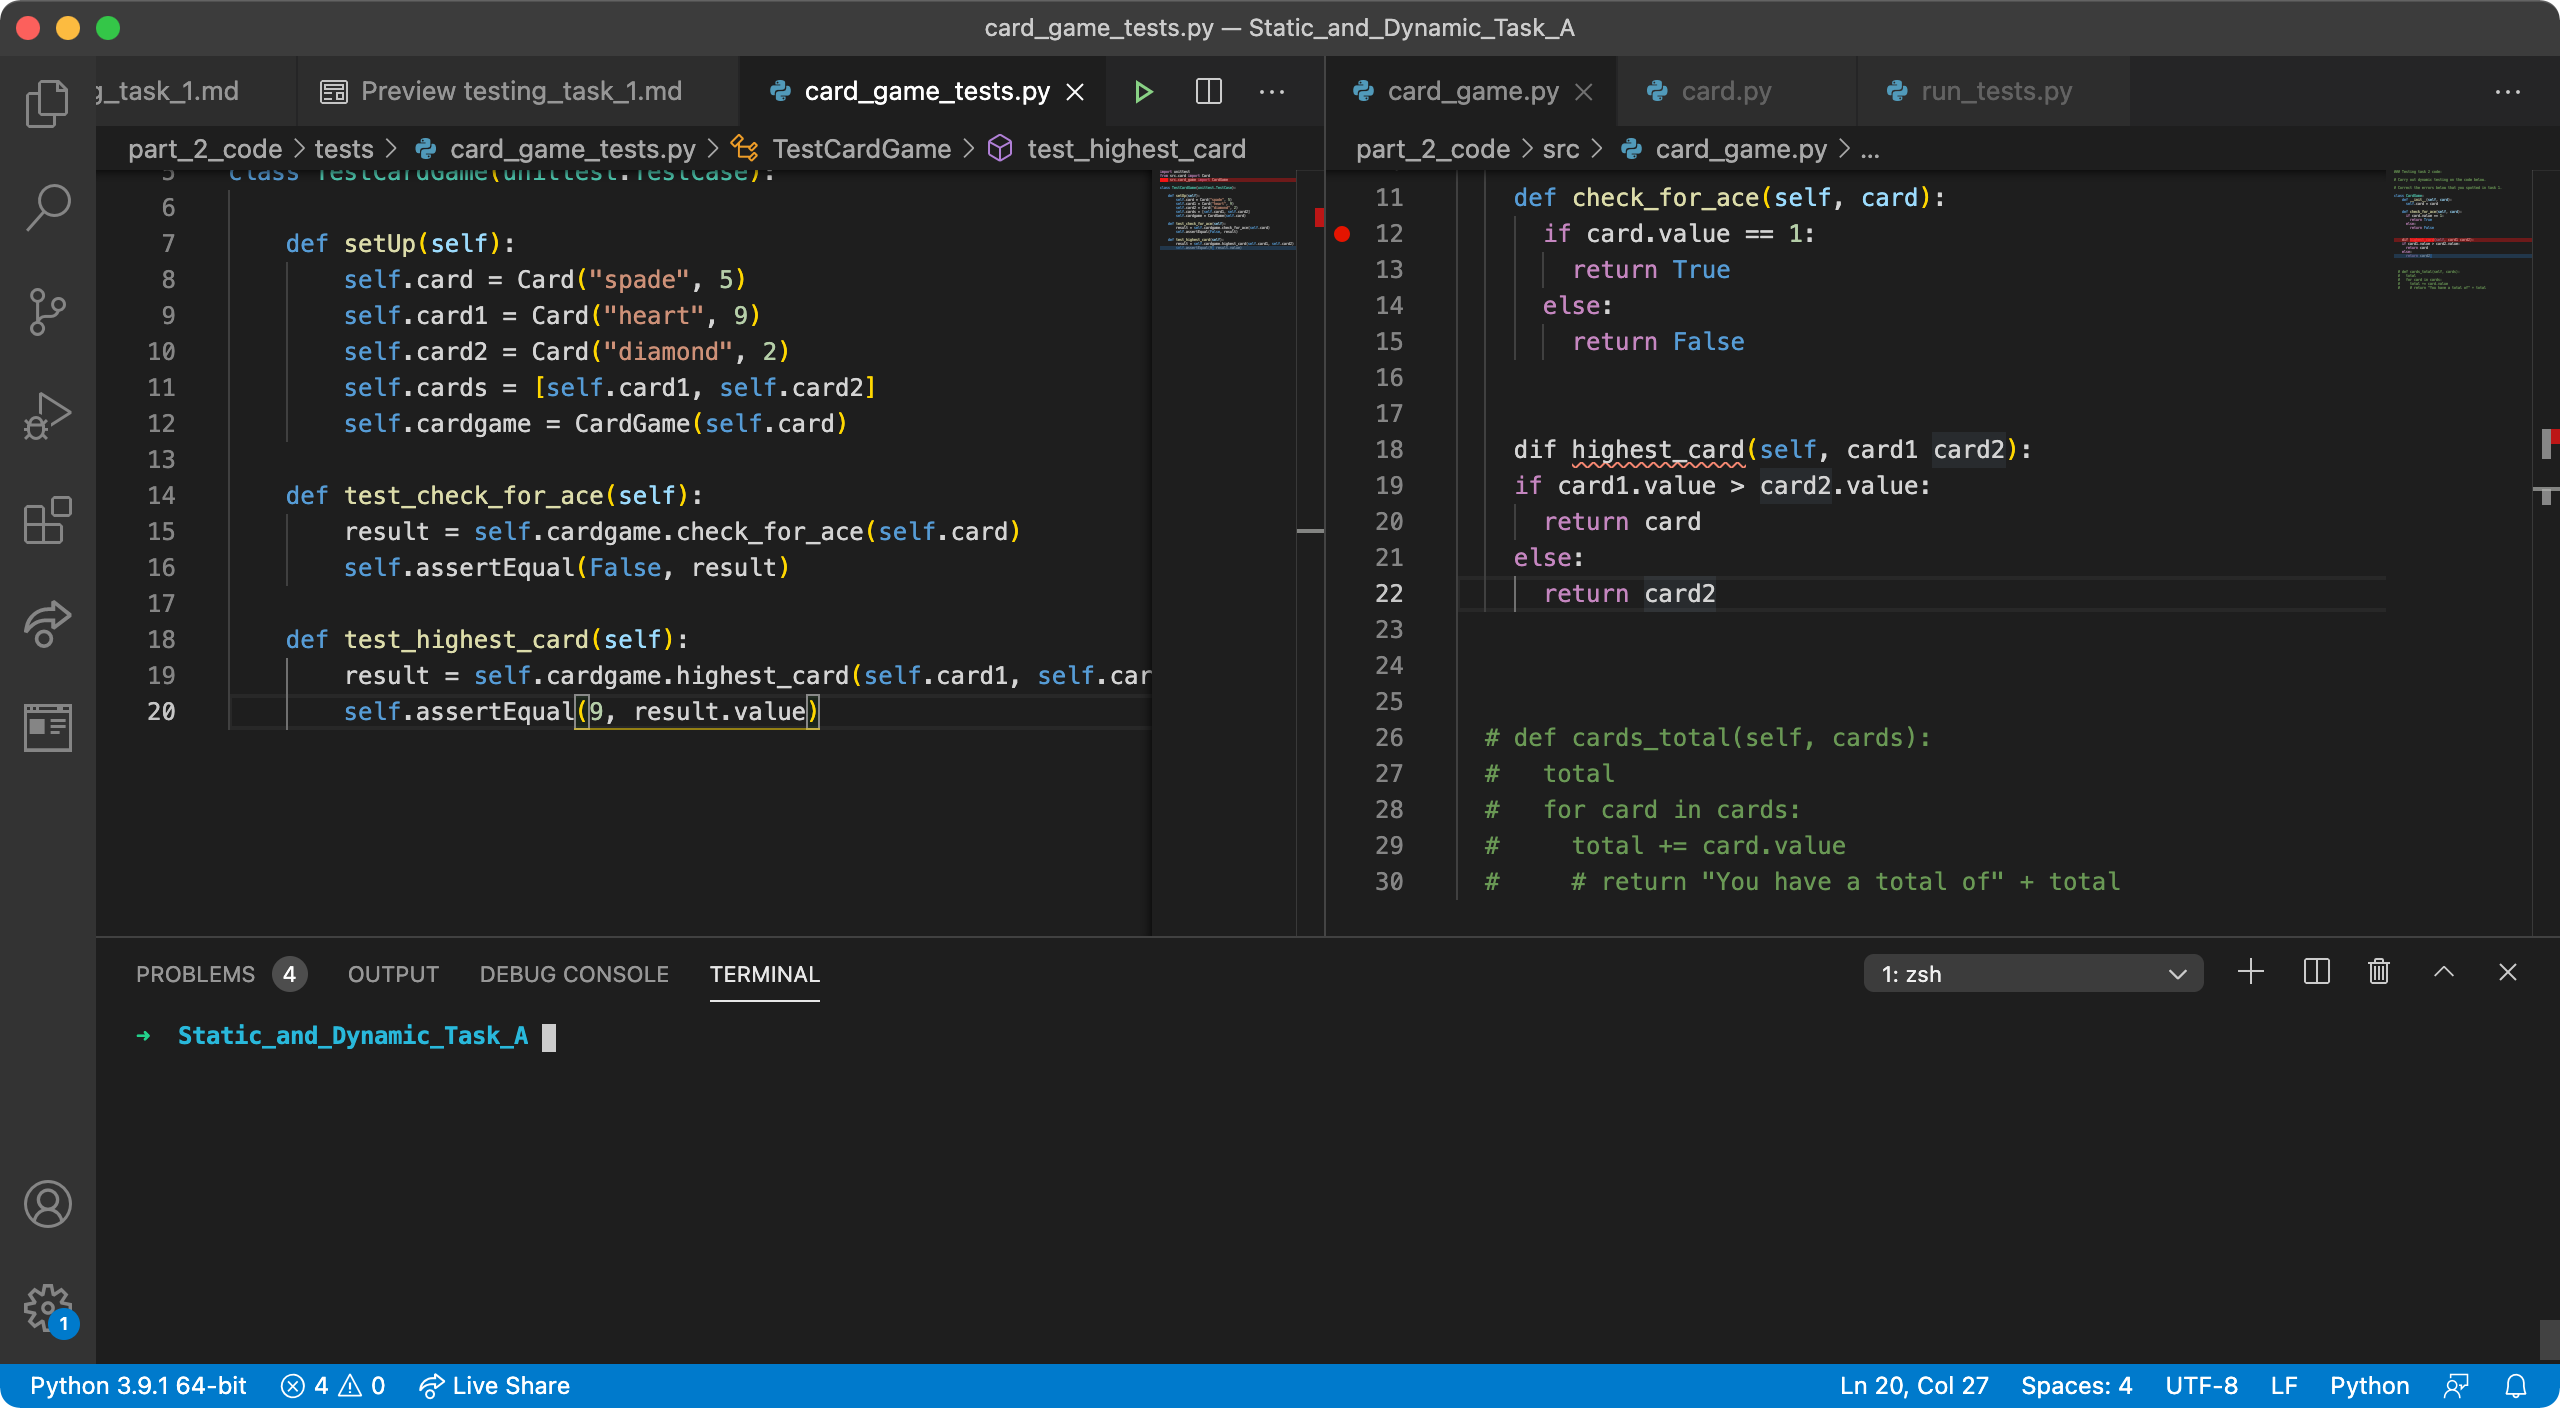 card_game_tests.py — Static_and_Dynamic_Task_A
g_task_1.md
Preview testing_task_1.md
card_game_tests.py
card_game.py
card.py
run_tests.py
part_2_code > tests > card_game_tests.py > TestCardGame > test_highest_card
5 class TestCardGame(unittest.TestCase):
6
7 def setUp(self):
8 self.card = Card("spade", 5)
9 self.card1 = Card("heart", 9)
10 self.card2 = Card("diamond", 2)
11 self.cards = [self.card1, self.card2]
12 self.cardgame = CardGame(self.card)
13
14 def test_check_for_ace(self):
15 result = self.cardgame.check_for_ace(self.card)
16 self.assertEqual(False, result)
17
18 def test_highest_card(self):
19 result = self.cardgame.highest_card(self.card1, self.car
20 self.assertEqual(9, result.value)
part_2_code > src > card_game.py > ...
11 def check_for_ace(self, card):
12 if card.value == 1:
13 return True
14 else:
15 return False
16
17
18 dif highest_card(self, card1 card2):
19 if card1.value > card2.value:
20 return card
21 else:
22 return card2
23
24
25
26 # def cards_total(self, cards):
27 # total
28 # for card in cards:
29 # total += card.value
30 # # return "You have a total of" + total
PROBLEMS 4 OUTPUT DEBUG CONSOLE TERMINAL
1: zsh
→ Static_and_Dynamic_Task_A
1
Python 3.9.1 64-bit 4 0 Live Share
Ln 20, Col 27 Spaces: 4 UTF-8 LF Python